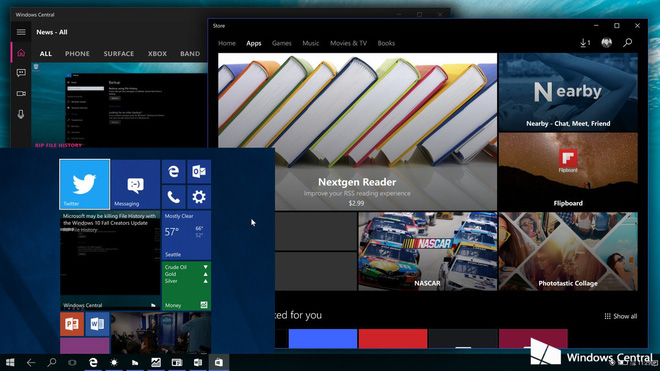 Windows Central
News - All
ALL PHONE SURFACE XBOX BAND
Backup
KIP FILE HISTORY
Store
Home Apps Games Music Movies & TV Books
1
Nextgen Reader
Improve your RSS reading experience
$2.99
Nearby
Nearby - Chat, Meet, Friend
FLIPBOARD
Flipboard
NASCAR
NASCAR
Phototastic Collage
ked for you
Show all
Twitter
Messaging
Microsoft may be killing File History with
the Windows 10 Fall Creators Update
File History
Windows Central
Mostly Clear
57°
66°
52°
Seattle
Crude Oil
Gold
Silver
Money
Windows Central